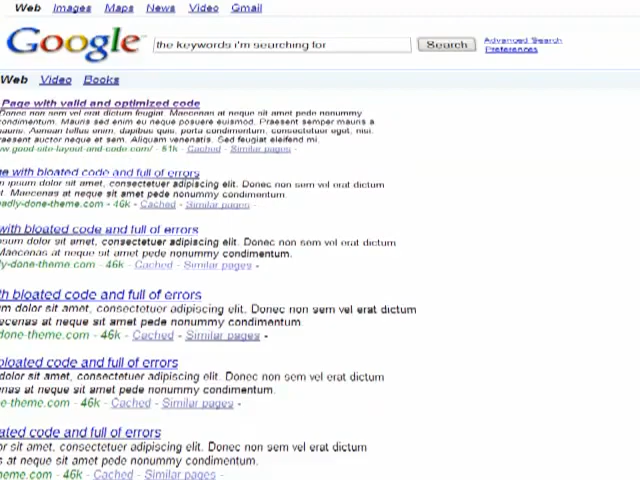 Web Images Maps News Video Gmail
Google the keywords i'm searching for Search Advanced Search
Preferences
Web Video Books
Page with valid and optimized code
Donec non sem vel erat dictum feugiat. Maecenas at neque sit amet pede nonummy
condimentum. Mauris sed enim eu neque posuere euismod. Praesent semper mauris a
mauris. Aenean tellus enim, dapibus quis, porta condimentum, consectetuer eget, nisi.
raesent auctor neque et sem. Aliquam venenatis. Sed feugiat eleifend mi.
w.good-site-layout-and-code.com/ - 61k - Cached - Similar pages -
e with bloated code and full of errors
n ipsum dolor sit amet, consectetuer adipiscing elit. Donec non sem vel erat dictum
t. Maecenas at neque sit amet pede nonummy condimentum.
adly-done-theme.com - 46k - Cached - Similar pages -
with bloated code and full of errors
osum dolor sit amet, consectetuer adipiscing elit. Donec non sem vel erat dictum
Maecenas at neque sit amet pede nonummy condimentum.
ly-done-theme.com - 46k - Cached - Similar pages -
th bloated code and full of errors
m dolor sit amet, consectetuer adipiscing elit. Donec non sem vel erat dictum
ecenas at neque sit amet pede nonummy condimentum.
done-theme.com - 46k - Cached - Similar pages -
bloated code and full of errors
dolor sit amet, consectetuer adipiscing elit. Donec non sem vel erat dictum
nas at neque sit amet pede nonummy condimentum.
e-theme.com - 46k - Cached - Similar pages -
ated code and full of errors
or sit amet, consectetuer adipiscing elit. Donec non sem vel erat dictum
s at neque sit amet pede nonummy condimentum.
heme.com - 46k - Cached - Similar pages -